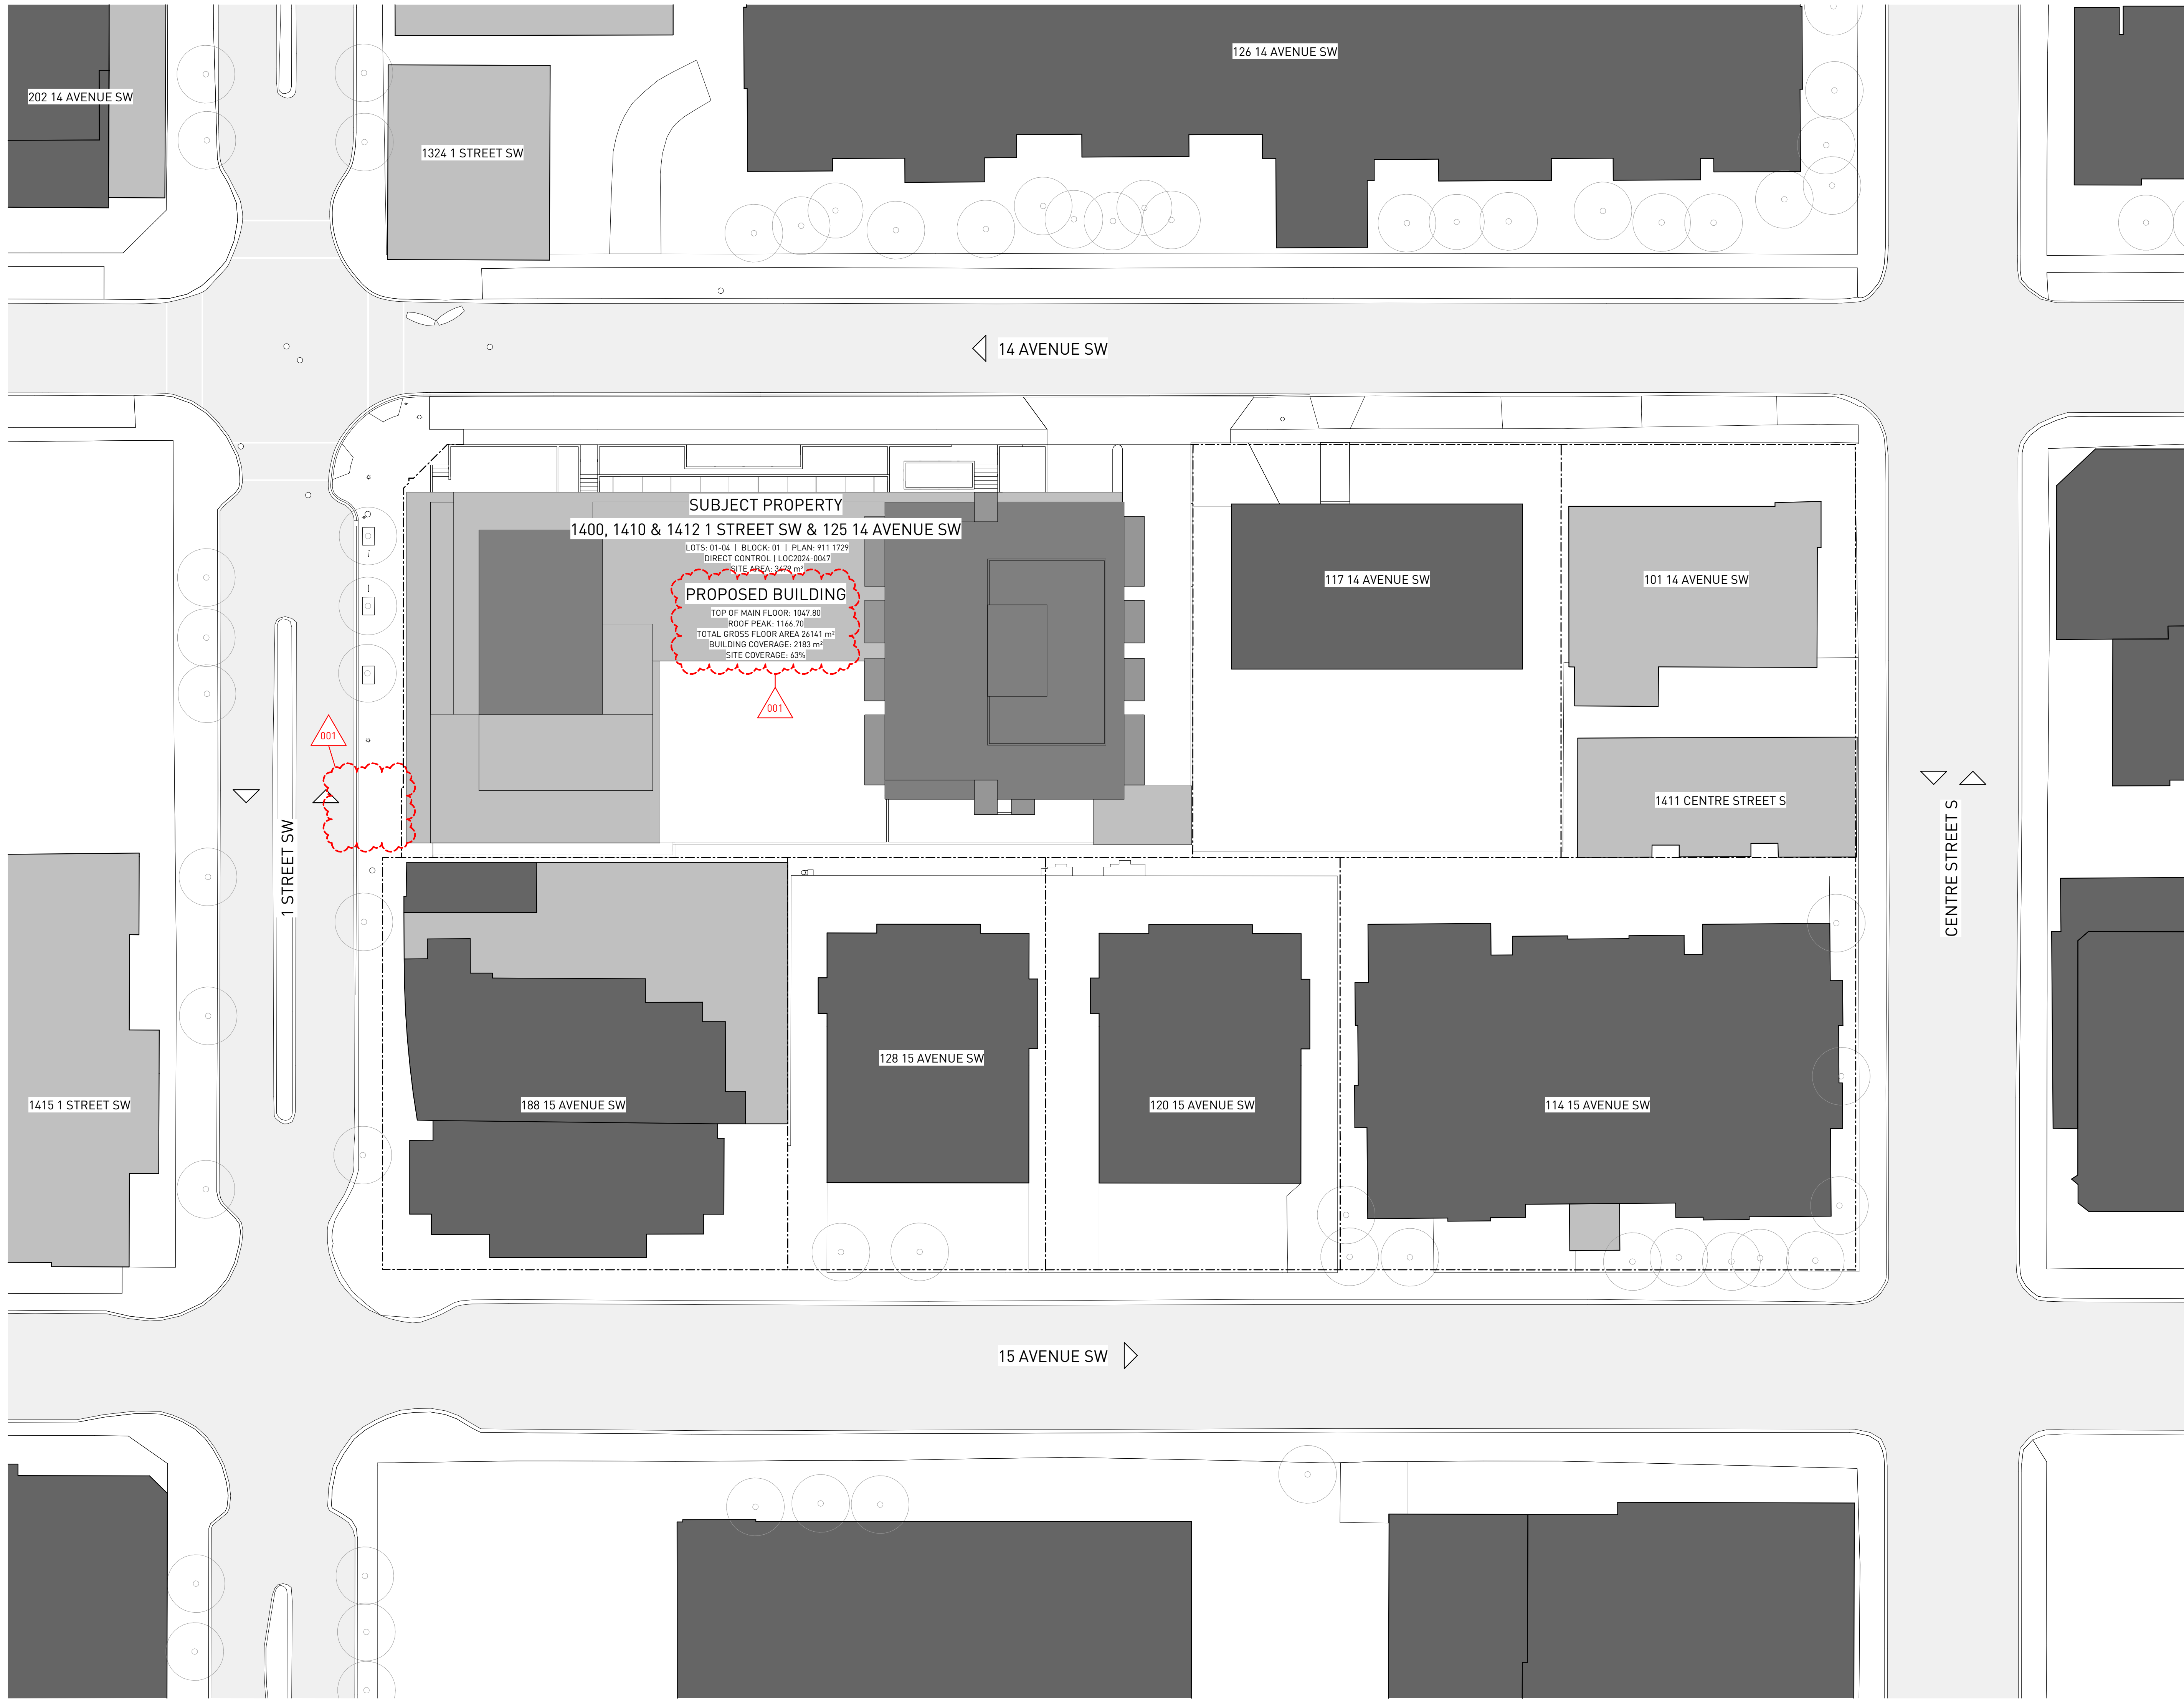 126 14 AVENUE SW
202 14 AVENUE SW
1324 1 STREET SW
14 AVENUE SW
SUBJECT PROPERTY
1400, 1410 & 1412 1 STREET SW & 125 14 AVENUE SW
LOTS: 01-04 | BLOCK: 01 | PLAN: 911 1729
DIRECT CONTROL | LOC2024-0047
SITE AREA: 3479 m²
PROPOSED BUILDING
TOP OF MAIN FLOOR: 1047.80
ROOF PEAK: 1166.70
TOTAL GROSS FLOOR AREA 26141 m²
BUILDING COVERAGE: 2183 m²
SITE COVERAGE: 63%
001
001
117 14 AVENUE SW
101 14 AVENUE SW
1411 CENTRE STREET S
1 STREET SW
CENTRE STREET S
128 15 AVENUE SW
1415 1 STREET SW
188 15 AVENUE SW
120 15 AVENUE SW
114 15 AVENUE SW
15 AVENUE SW